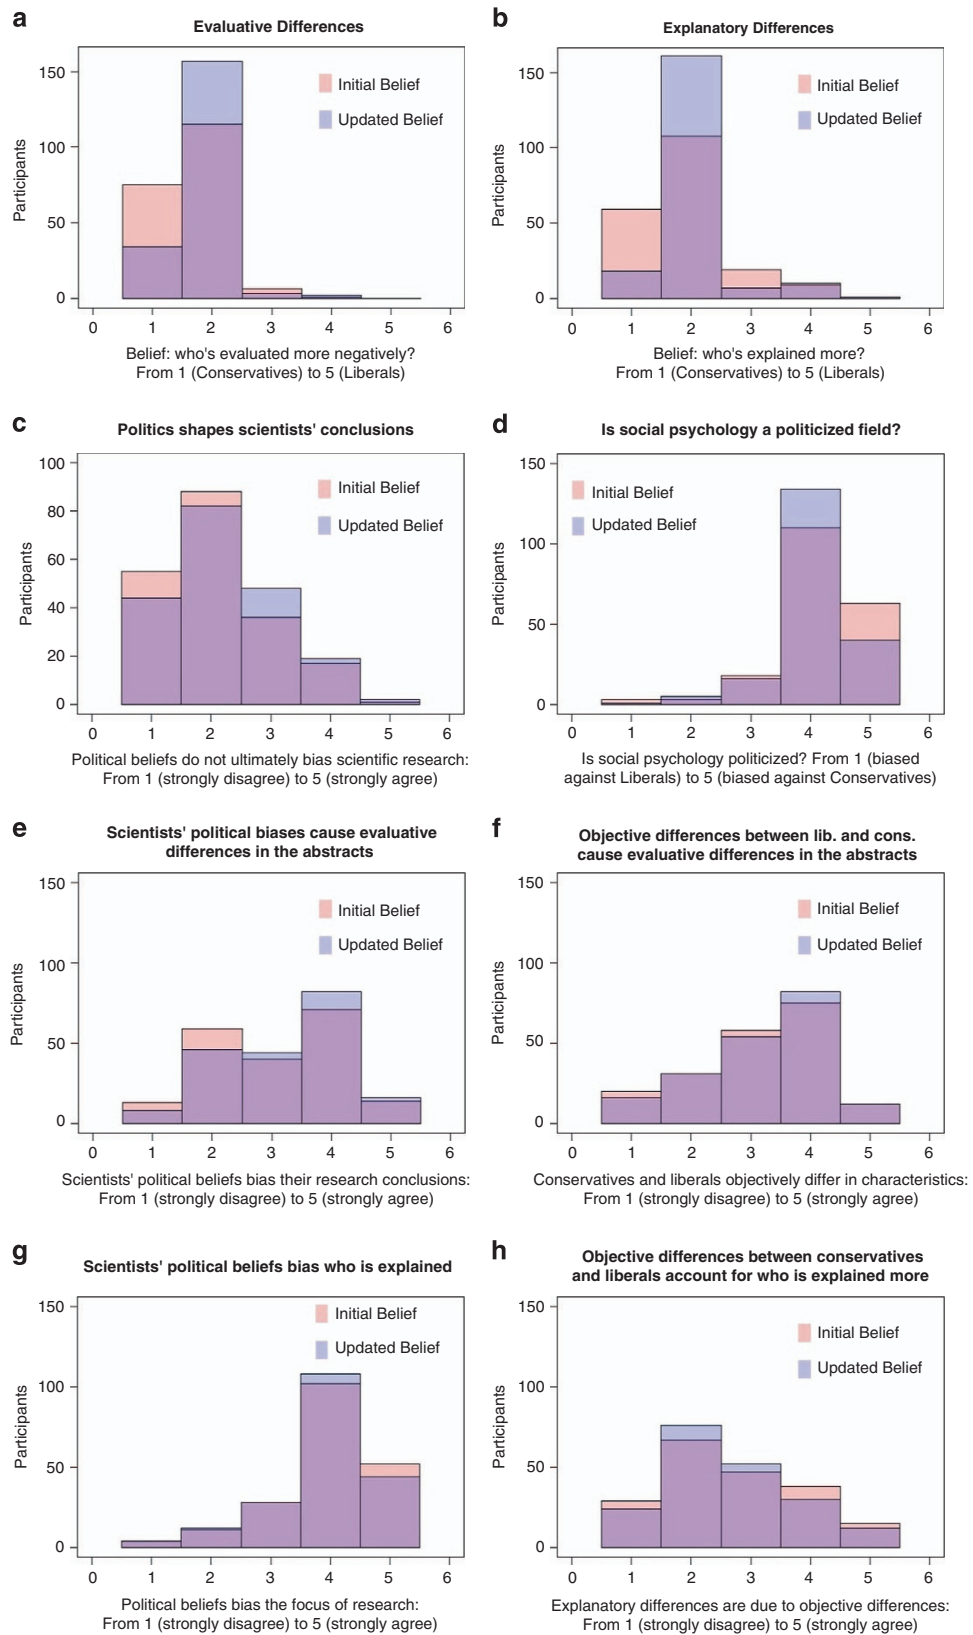 a
Evaluative Differences
150
100
50
0
Participants
Initial Belief
Updated Belief
0 1 2 3 4 5 6
Belief: who's evaluated more negatively?
From 1 (Conservatives) to 5 (Liberals)
b
Explanatory Differences
150
100
50
0
Participants
Initial Belief
Updated Belief
0 1 2 3 4 5 6
Belief: who's explained more?
From 1 (Conservatives) to 5 (Liberals)
c
Politics shapes scientists' conclusions
100
80
60
40
20
0
Participants
Initial Belief
Updated Belief
0 1 2 3 4 5 6
Political beliefs do not ultimately bias scientific research:
From 1 (strongly disagree) to 5 (strongly agree)
d
Is social psychology a politicized field?
150
100
50
0
Participants
Initial Belief
Updated Belief
0 1 2 3 4 5 6
Is social psychology politicized? From 1 (biased
against Liberals) to 5 (biased against Conservatives)
e
Scientists' political biases cause evaluative
differences in the abstracts
150
100
50
0
Participants
Initial Belief
Updated Belief
0 1 2 3 4 5 6
Scientists' political beliefs bias their research conclusions:
From 1 (strongly disagree) to 5 (strongly agree)
f
Objective differences between lib. and cons.
cause evaluative differences in the abstracts
150
100
50
0
Participants
Initial Belief
Updated Belief
0 1 2 3 4 5 6
Conservatives and liberals objectively differ in characteristics:
From 1 (strongly disagree) to 5 (strongly agree)
g
Scientists' political beliefs bias who is explained
150
100
50
0
Participants
Initial Belief
Updated Belief
0 1 2 3 4 5 6
Political beliefs bias the focus of research:
From 1 (strongly disagree) to 5 (strongly agree)
h
Objective differences between conservatives
and liberals account for who is explained more
150
100
50
0
Participants
Initial Belief
Updated Belief
0 1 2 3 4 5 6
Explanatory differences are due to objective differences:
From 1 (strongly disagree) to 5 (strongly agree)